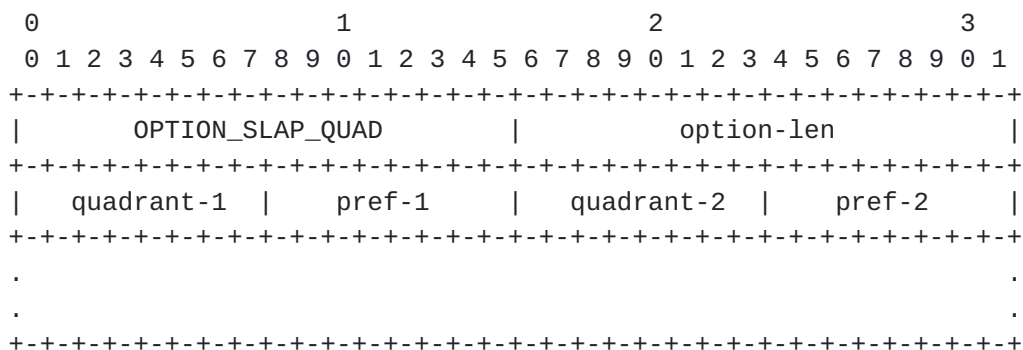 0                   1                   2                   3
 0 1 2 3 4 5 6 7 8 9 0 1 2 3 4 5 6 7 8 9 0 1 2 3 4 5 6 7 8 9 0 1
+-+-+-+-+-+-+-+-+-+-+-+-+-+-+-+-+-+-+-+-+-+-+-+-+-+-+-+-+-+-+-+-+
|       OPTION_SLAP_QUAD        |          option-len           |
+-+-+-+-+-+-+-+-+-+-+-+-+-+-+-+-+-+-+-+-+-+-+-+-+-+-+-+-+-+-+-+-+
|   quadrant-1  |    pref-1     |   quadrant-2  |    pref-2     |
+-+-+-+-+-+-+-+-+-+-+-+-+-+-+-+-+-+-+-+-+-+-+-+-+-+-+-+-+-+-+-+-+
.                                                               .
.                                                               .
+-+-+-+-+-+-+-+-+-+-+-+-+-+-+-+-+-+-+-+-+-+-+-+-+-+-+-+-+-+-+-+-+